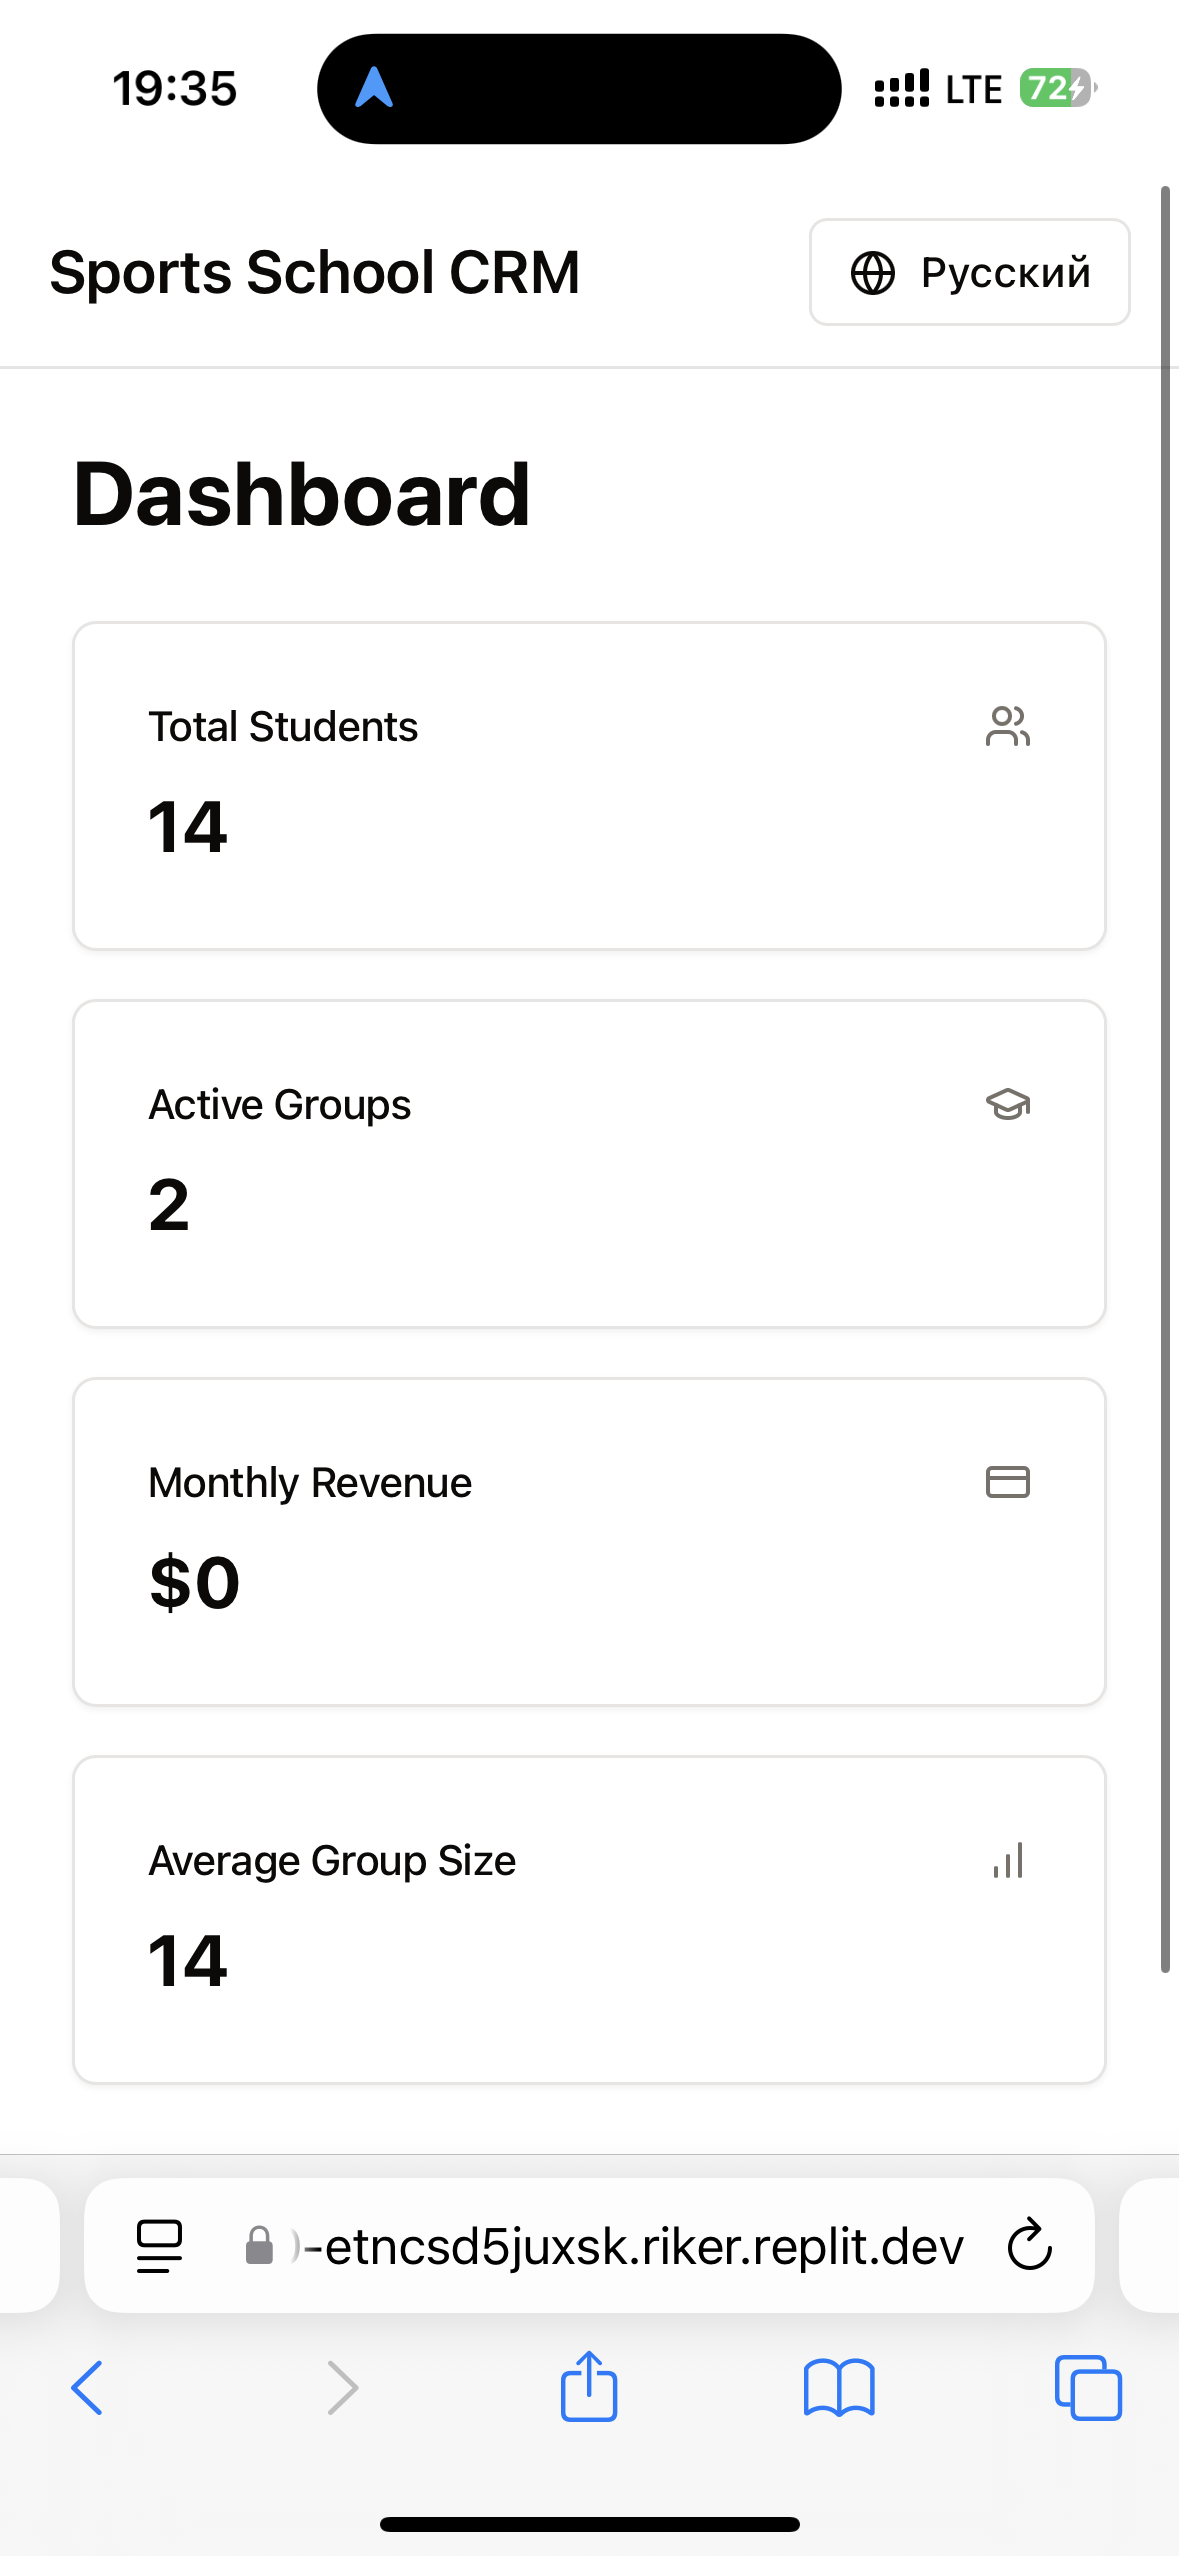 19:35
LTE
72
Sports School CRM
Русский
Dashboard
Total Students
14
Active Groups
2
Monthly Revenue
$0
Average Group Size
14
-etncsd5juxsk.riker.replit.dev